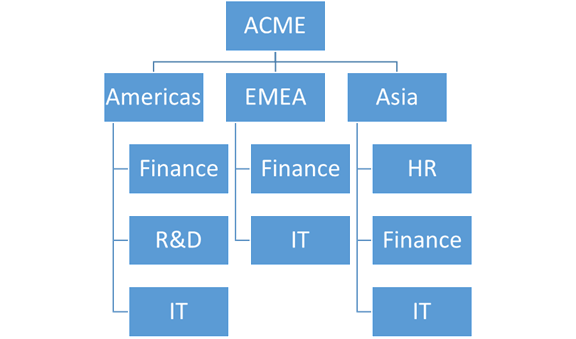 ACME
Americas
EMEA
Asia
Finance
R&D
IT
Finance
IT
HR
Finance
IT